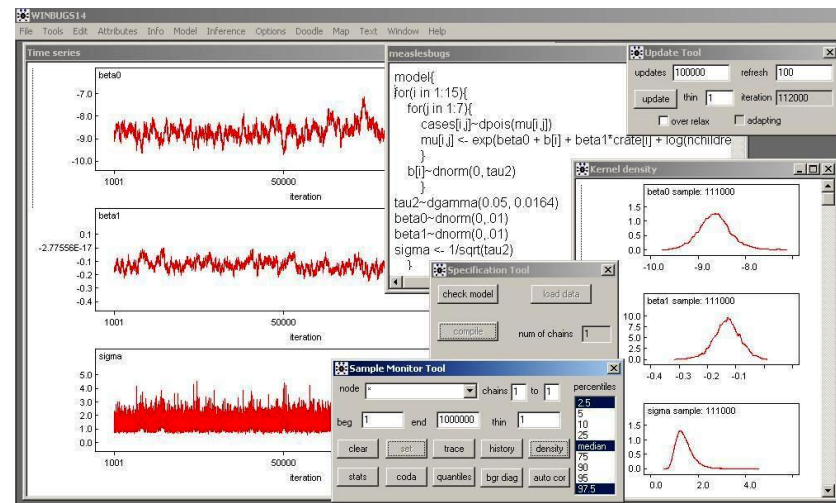 WINBUGS14
File Tools Edit Attributes Info Model Inference Options Doodle Map Text Window Help
Time series
beta0
-7.0
-8.0
-9.0
-10.0
1001 50000
iteration
beta1
0.1
-2.77556E-17
-0.1
-0.2
-0.3
-0.4
1001 50000
iteration
sigma
5.0
4.0
3.0
2.0
1.0
0.0
1001 50000
iteration
measlesbugs
model{
for(i in 1:15){
for(j in 1:7){
cases[i,j]~dpois(mu[i,j])
mu[i,j] <- exp(beta0 + b[i] + beta1*crate[i] + log(nchildre
}
b[i]~dnorm(0, tau2)
}
tau2~dgamma(0.05, 0.0164)
beta0~dnorm(0,.01)
beta1~dnorm(0,.01)
sigma <- 1/sqrt(tau2)
}
Update Tool
updates 100000 refresh 100
update thin 1 iteration 112000
over relax adapting
Kernel density
beta0 sample: 111000
1.5
1.0
0.5
0.0
-10.0 -9.0 -8.0
beta1 sample: 111000
10.0
7.5
5.0
2.5
0.0
-0.4 -0.3 -0.2 -0.1
sigma sample: 111000
1.5
1.0
0.5
0.0
0.0 2.0 4.0
Specification Tool
check model load data
compile num of chains 1
Sample Monitor Tool
node * chains 1 to 1 percentiles
beg 1 end 1000000 thin 1
clear set trace history density
stats coda quantiles bgr diag auto cor
2.5
5
10
25
median
75
90
95
97.5